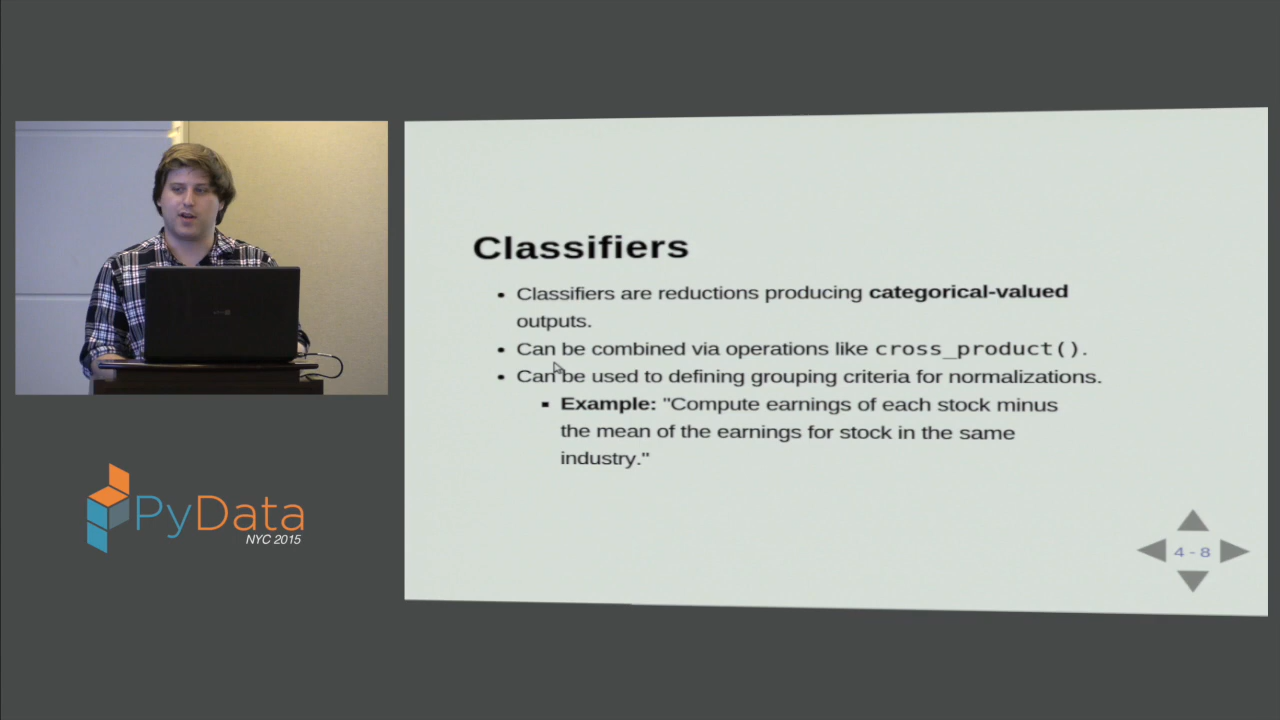 Classifiers
• Classifiers are reductions producing categorical-valued
outputs.
• Can be combined via operations like cross_product().
• Can be used to defining grouping criteria for normalizations.
▪ Example: "Compute earnings of each stock minus
the mean of the earnings for stock in the same
industry."
4 - 8
PyData
NYC 2015